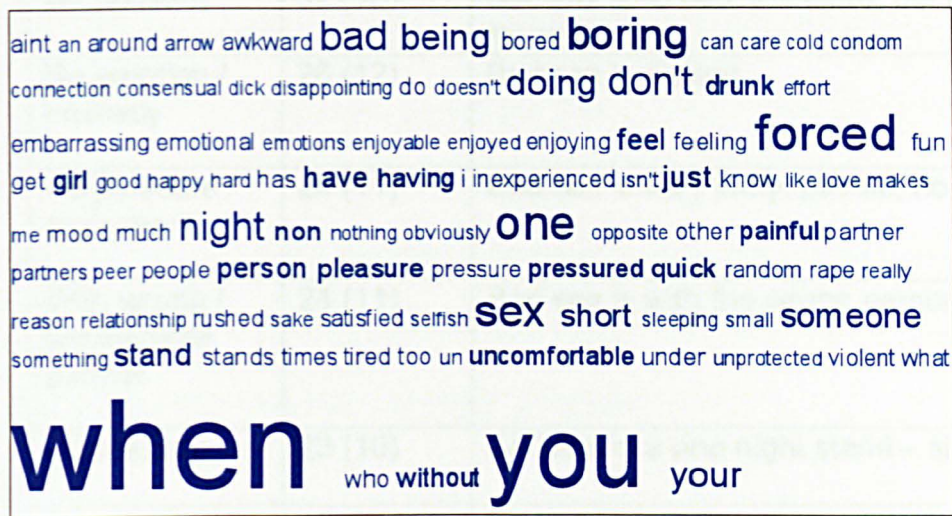 aint an around arrow awkward bad being bored boring can care cold condom
connection consensual dick disappointing do doesn't doing don't drunk effort
embarrassing emotional emotions enjoyable enjoyed enjoying feel feeling forced fun
get girl good happy hard has have having i inexperienced isn't just know like love makes
me mood much night non nothing obviously one opposite other painful partner
partners peer people person pleasure pressure pressured quick random rape really
reason relationship rushed sake satisfied selfish sex short sleeping small someone
something stand stands times tired too un uncomfortable under unprotected violent what
when who without you your